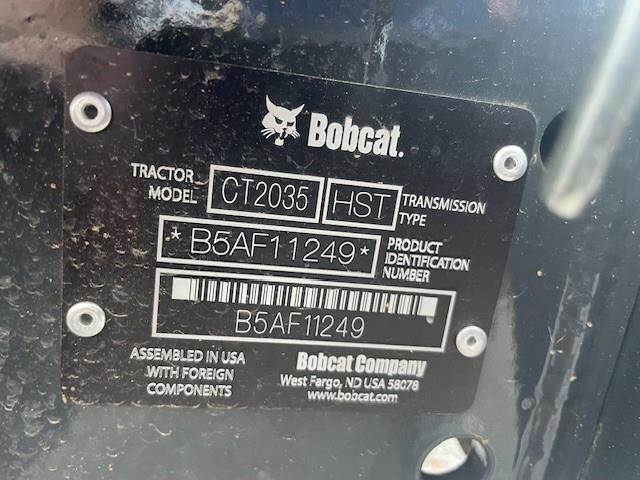 Bobcat.
TRACTOR MODEL CT2035 HST TRANSMISSION TYPE
*B5AF11249* PRODUCT IDENTIFICATION NUMBER
B5AF11249
ASSEMBLED IN USA
WITH FOREIGN
COMPONENTS
Bobcat Company
West Fargo, ND USA 58078
www.bobcat.com